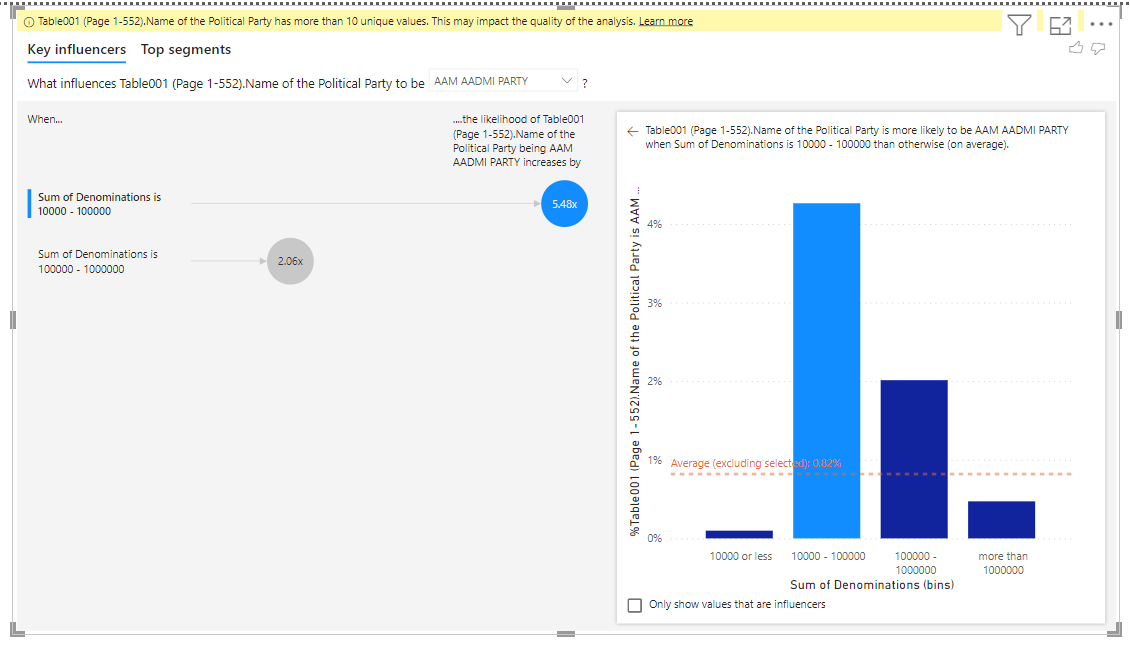 Table001 (Page 1-552).Name of the Political Party has more than 10 unique values. This may impact the quality of the analysis. Learn more
Key influencers Top segments
What influences Table001 (Page 1-552).Name of the Political Party to be AAM AADMI PARTY ?
When...
....the likelihood of Table001
(Page 1-552).Name of the
Political Party being AAM
AADMI PARTY increases by
Sum of Denominations is
10000 - 100000
5.48x
Sum of Denominations is
100000 - 1000000
2.06x
Table001 (Page 1-552).Name of the Political Party is more likely to be AAM AADMI PARTY
when Sum of Denominations is 10000 - 100000 than otherwise (on average).
%Table001 (Page 1-552).Name of the Political Party is AAM ...
4%
3%
2%
1%
0%
Average (excluding selected): 0.82%
10000 or less
10000 - 100000
100000 -
1000000
more than
1000000
Sum of Denominations (bins)
Only show values that are influencers